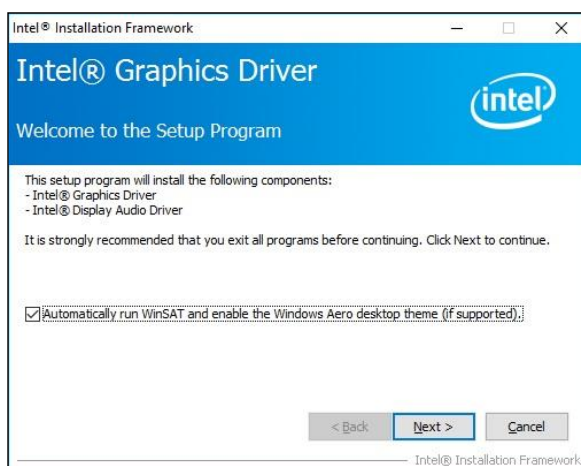 Intel® Installation Framework
Intel® Graphics Driver
intel
Welcome to the Setup Program
This setup program will install the following components:
- Intel® Graphics Driver
- Intel® Display Audio Driver
It is strongly recommended that you exit all programs before continuing. Click Next to continue.
Automatically run WinSAT and enable the Windows Aero desktop theme (if supported).
< Back
Next >
Cancel
Intel® Installation Framework